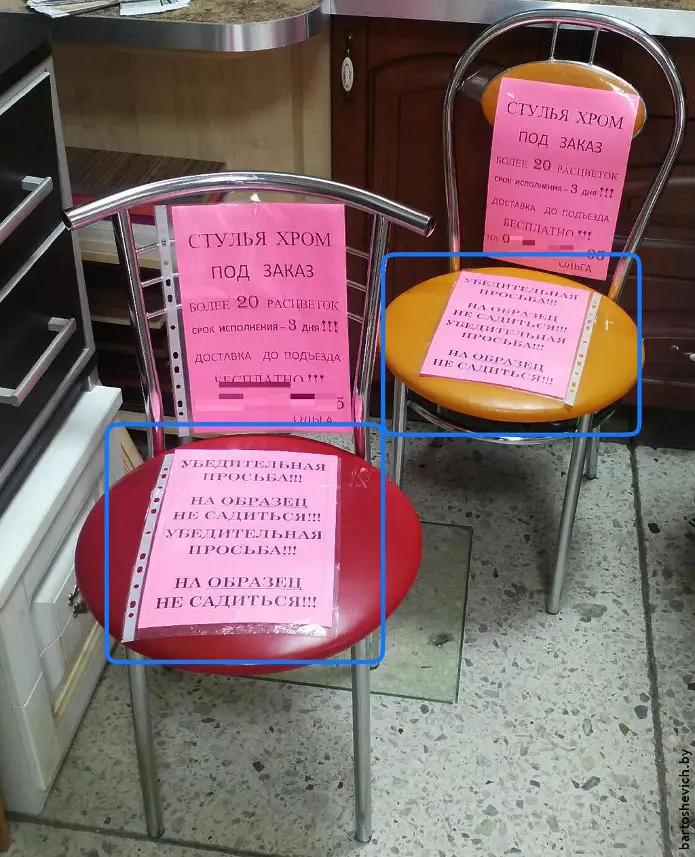 СТУЛЬЯ ХРОМ
ПОД ЗАКАЗ
БОЛЕЕ 20 РАСЦВЕТОК
СРОК ИСПОЛНЕНИЯ - 3 ДНЯ!!!
ДОСТАВКА ДО ПОДЪЕЗДА
БЕСПЛАТНО!!!
5
ОЛЬГА
УБЕДИТЕЛЬНАЯ
ПРОСЬБА!!!
НА ОБРАЗЕЦ
НЕ САДИТЬСЯ!!!
УБЕДИТЕЛЬНАЯ
ПРОСЬБА!!!
НА ОБРАЗЕЦ
НЕ САДИТЬСЯ!!!
СТУЛЬЯ ХРОМ
ПОД ЗАКАЗ
БОЛЕЕ 20 РАСЦВЕТОК
СРОК ИСПОЛНЕНИЯ - 3 ДНЯ!!!
ДОСТАВКА ДО ПОДЪЕЗДА
БЕСПЛАТНО!!!
ТЕЛ. 0
ОЛЬГА
УБЕДИТЕЛЬНАЯ
ПРОСЬБА!!!
НА ОБРАЗЕЦ
НЕ САДИТЬСЯ!!!
УБЕДИТЕЛЬНАЯ
ПРОСЬБА!!!
НА ОБРАЗЕЦ
НЕ САДИТЬСЯ!!!
bartoshevich.by